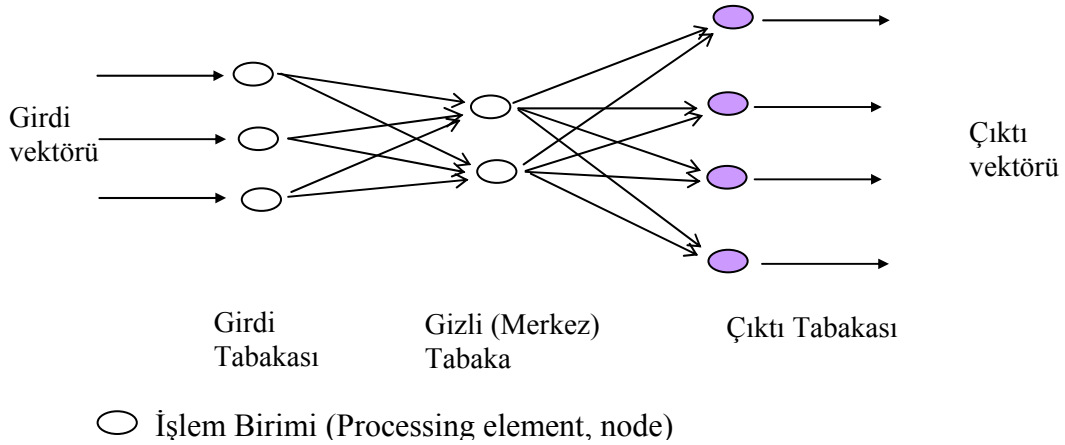 Girdi
vektörü
Çıktı
vektörü
Girdi
Tabakası
Gizli (Merkez)
Tabaka
Çıktı Tabakası
İşlem Birimi (Processing element, node)